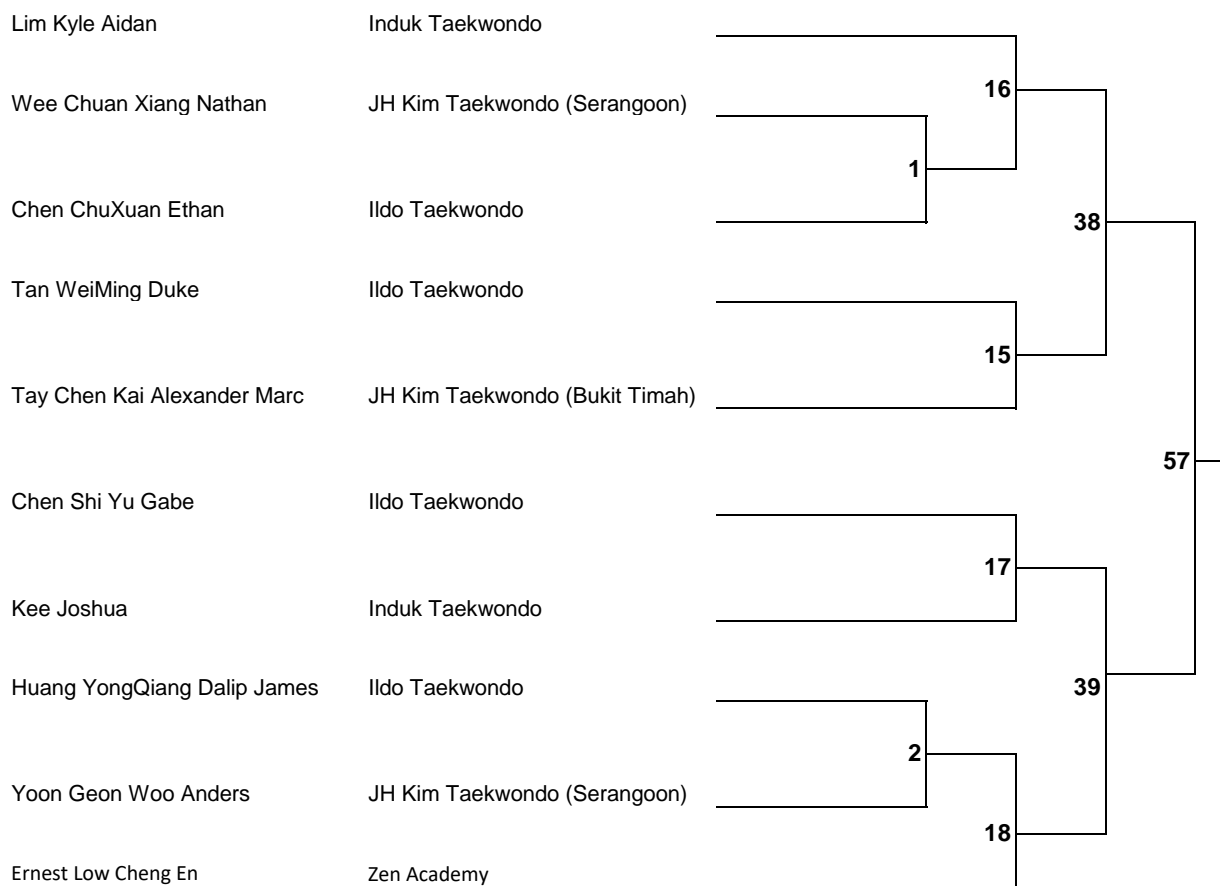 Lim Kyle Aidan Induk Taekwondo
16
Wee Chuan Xiang Nathan JH Kim Taekwondo (Serangoon)
1
Chen ChuXuan Ethan Ildo Taekwondo
38
Tan WeiMing Duke Ildo Taekwondo
15
Tay Chen Kai Alexander Marc JH Kim Taekwondo (Bukit Timah)
57
Chen Shi Yu Gabe Ildo Taekwondo
17
Kee Joshua Induk Taekwondo
Huang YongQiang Dalip James Ildo Taekwondo
39
2
Yoon Geon Woo Anders JH Kim Taekwondo (Serangoon)
18
Ernest Low Cheng En Zen Academy